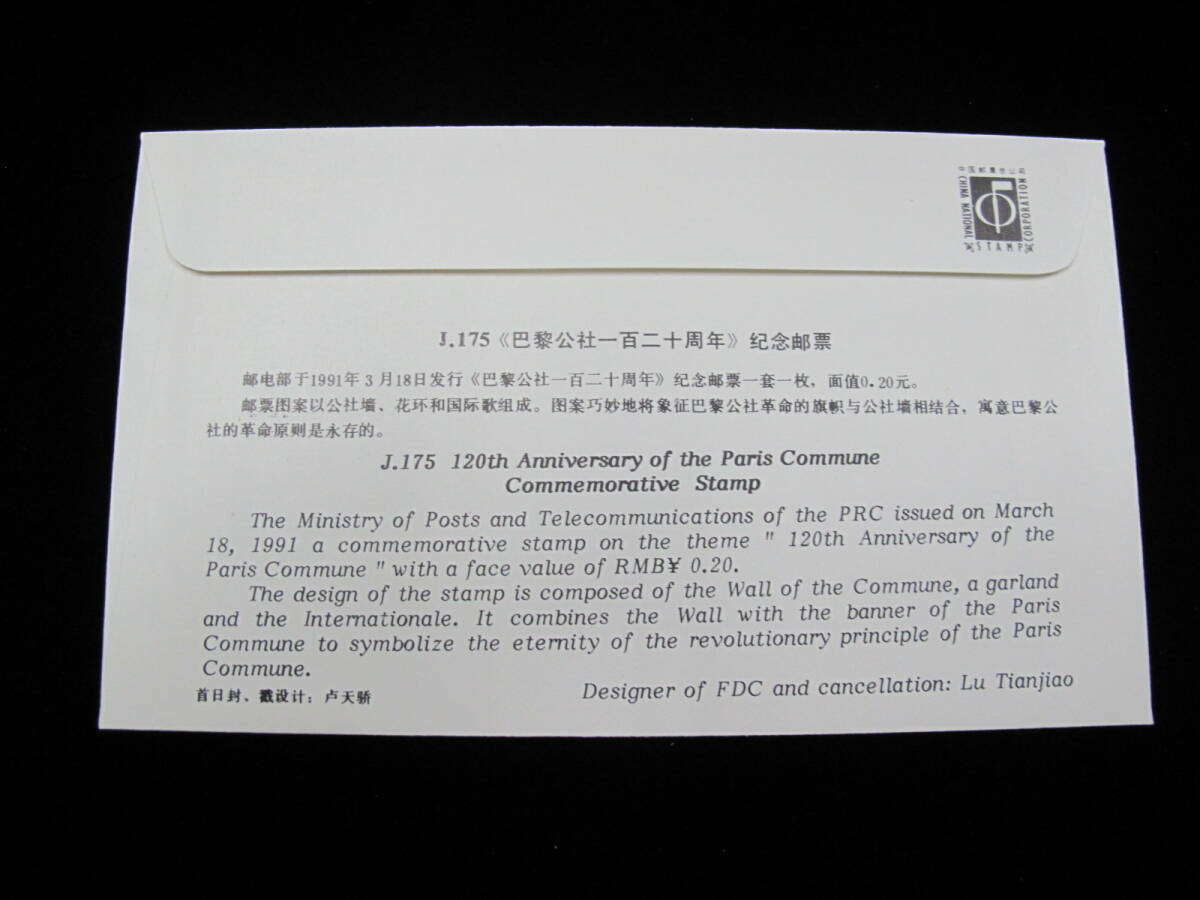 中国邮票总公司
CHINA NATIONAL
STAMP
CORPORATION
J.175《巴黎公社一百二十周年》纪念邮票
邮电部于1991年3月18日发行《巴黎公社一百二十周年》纪念邮票一套一枚，面值0.20元。
邮票图案以公社墙、花环和国际歌组成。图案巧妙地将象征巴黎公社革命的旗帜与公社墙相结合，寓意巴黎公
社的革命原则是永存的。
J.175 120th Anniversary of the Paris Commune
Commemorative Stamp
The Ministry of Posts and Telecommunications of the PRC issued on March
18, 1991 a commemorative stamp on the theme " 120th Anniversary of the
Paris Commune " with a face value of RMB¥ 0.20.
The design of the stamp is composed of the Wall of the Commune, a garland
and the Internationale. It combines the Wall with the banner of the Paris
Commune to symbolize the eternity of the revolutionary principle of the Paris
Commune.
首日封、戳设计：卢天骄
Designer of FDC and cancellation: Lu Tianjiao